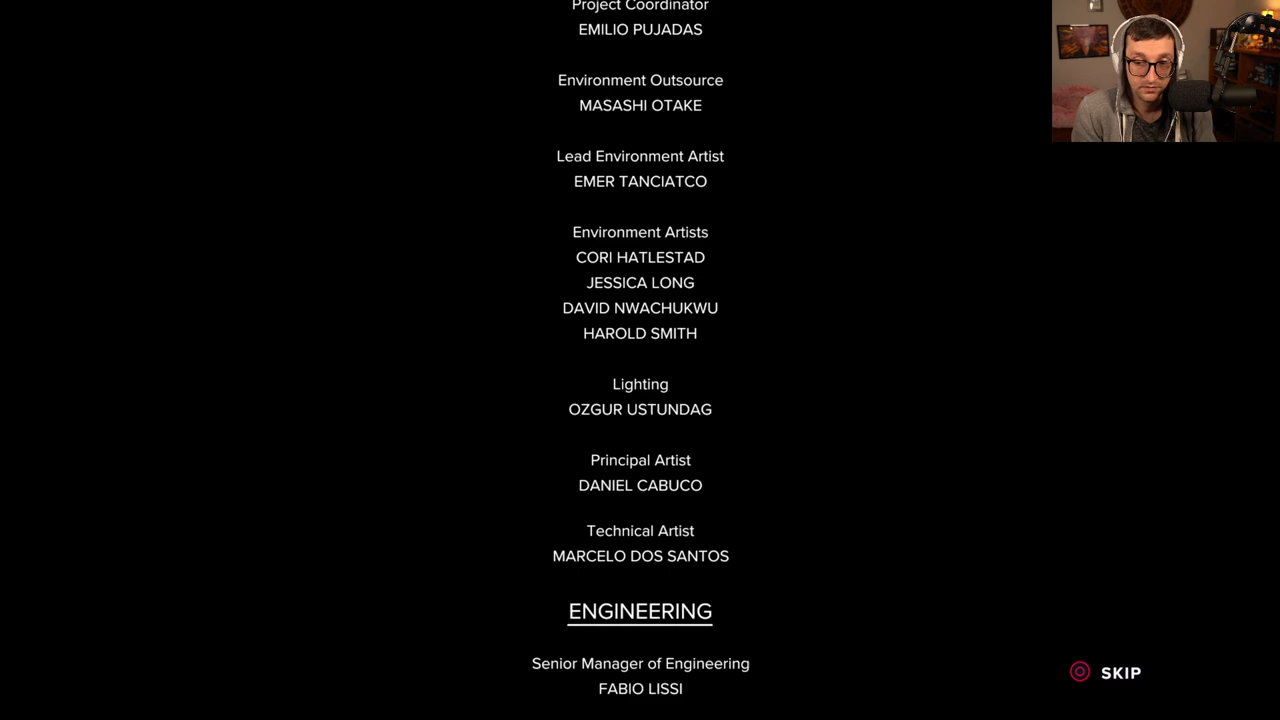 Project Coordinator
EMILIO PUJADAS
Environment Outsource
MASASHI OTAKE
Lead Environment Artist
EMER TANCIATCO
Environment Artists
CORI HATLESTAD
JESSICA LONG
DAVID NWACHUKWU
HAROLD SMITH
Lighting
OZGUR USTUNDAG
Principal Artist
DANIEL CABUCO
Technical Artist
MARCELO DOS SANTOS
ENGINEERING
Senior Manager of Engineering
FABIO LISSI
SKIP